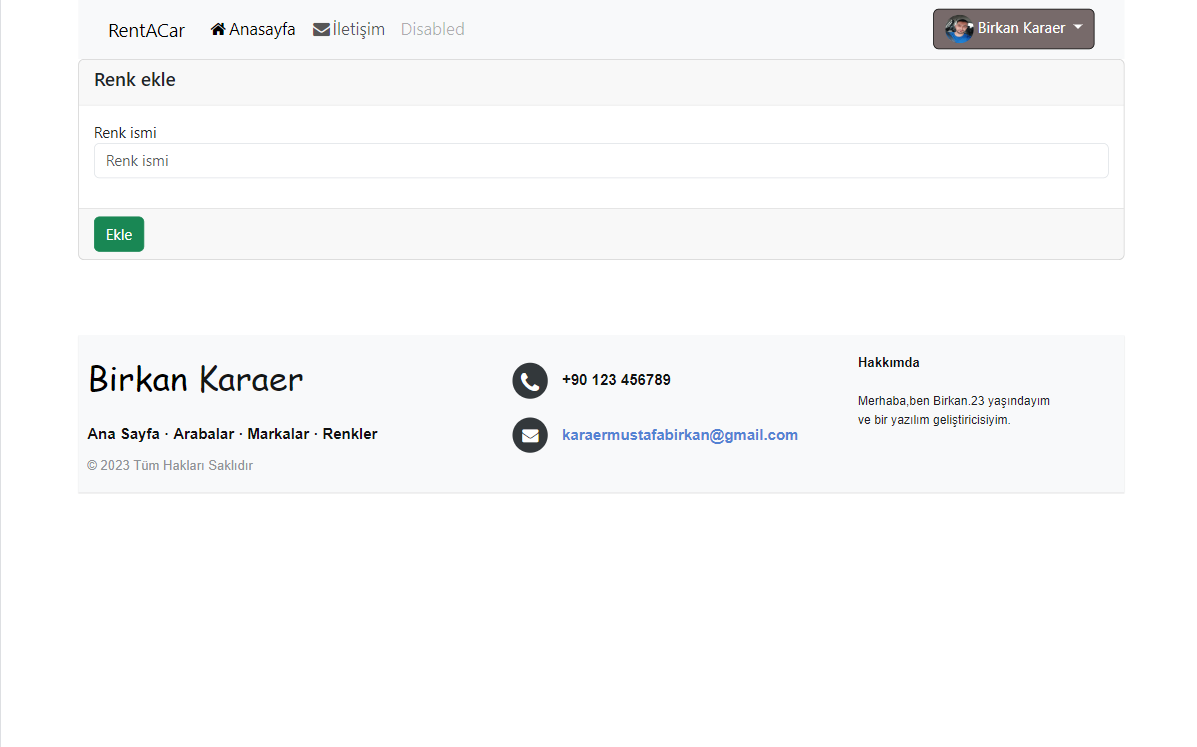 RentACar Anasayfa İletişim Disabled Birkan Karaer
Renk ekle
Renk ismi
Renk ismi
Ekle
Birkan Karaer
Ana Sayfa · Arabalar · Markalar · Renkler
© 2023 Tüm Hakları Saklıdır
+90 123 456789
karaermustafabirkan@gmail.com
Hakkımda
Merhaba,ben Birkan.23 yaşındayım
ve bir yazılım geliştiricisiyim.